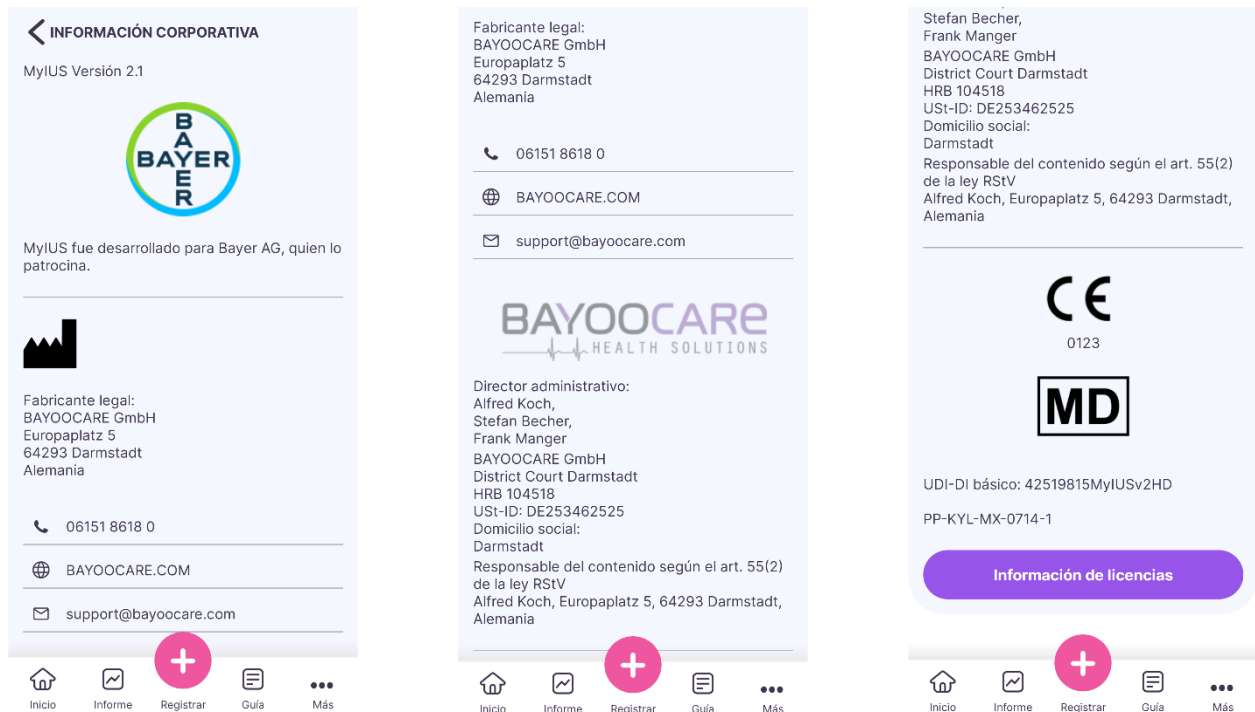 INFORMACIÓN CORPORATIVA
MyIUS Versión 2.1
BAYER
BAYER
MyIUS fue desarrollado para Bayer AG, quien lo
patrocina.
Fabricante legal:
BAYOOCARE GmbH
Europaplatz 5
64293 Darmstadt
Alemania
06151 8618 0
BAYOOCARE.COM
support@bayoocare.com
Inicio
Informe
Registrar
Guía
Más
Fabricante legal:
BAYOOCARE GmbH
Europaplatz 5
64293 Darmstadt
Alemania
06151 8618 0
BAYOOCARE.COM
support@bayoocare.com
BAYOOCARe
HEALTH SOLUTIONS
Director administrativo:
Alfred Koch,
Stefan Becher,
Frank Manger
BAYOOCARE GmbH
District Court Darmstadt
HRB 104518
USt-ID: DE253462525
Domicilio social:
Darmstadt
Responsable del contenido según el art. 55(2)
de la ley RStV
Alfred Koch, Europaplatz 5, 64293 Darmstadt,
Alemania
Inicio
Informe
Registrar
Guía
Más
Stefan Becher,
Frank Manger
BAYOOCARE GmbH
District Court Darmstadt
HRB 104518
USt-ID: DE253462525
Domicilio social:
Darmstadt
Responsable del contenido según el art. 55(2)
de la ley RStV
Alfred Koch, Europaplatz 5, 64293 Darmstadt,
Alemania
CE
0123
MD
UDI-DI básico: 42519815MyIUSv2HD
PP-KYL-MX-0714-1
Información de licencias
Inicio
Informe
Registrar
Guía
Más